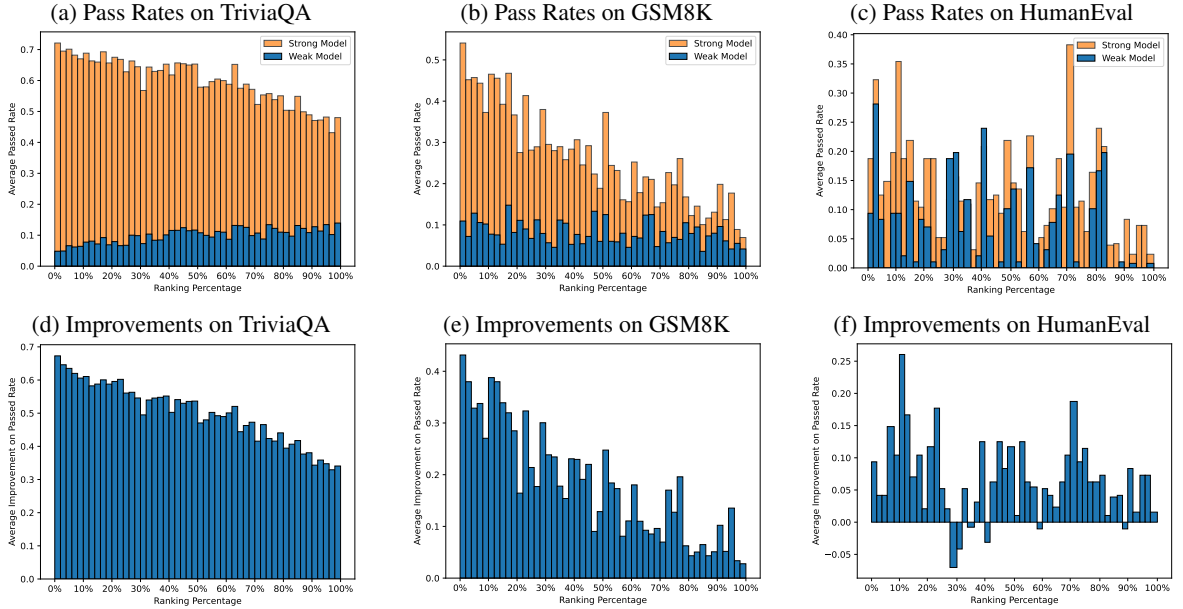 (a) Pass Rates on TriviaQA
0.7
0.6
0.5
0.4
0.3
0.2
0.1
0.0
Average Passed Rate
Strong Model
Weak Model
0% 10% 20% 30% 40% 50% 60% 70% 80% 90% 100%
Ranking Percentage
(b) Pass Rates on GSM8K
0.5
0.4
0.3
0.2
0.1
0.0
Average Passed Rate
Strong Model
Weak Model
0% 10% 20% 30% 40% 50% 60% 70% 80% 90% 100%
Ranking Percentage
(c) Pass Rates on HumanEval
0.40
0.35
0.30
0.25
0.20
0.15
0.10
0.05
0.00
Average Passed Rate
Strong Model
Weak Model
0% 10% 20% 30% 40% 50% 60% 70% 80% 90% 100%
Ranking Percentage
(d) Improvements on TriviaQA
0.7
0.6
0.5
0.4
0.3
0.2
0.1
0.0
Average Improvement on Passed Rate
0% 10% 20% 30% 40% 50% 60% 70% 80% 90% 100%
Ranking Percentage
(e) Improvements on GSM8K
0.4
0.3
0.2
0.1
0.0
Average Improvement on Passed Rate
0% 10% 20% 30% 40% 50% 60% 70% 80% 90% 100%
Ranking Percentage
(f) Improvements on HumanEval
0.25
0.20
0.15
0.10
0.05
0.00
−0.05
Average Improvement on Passed Rate
0% 10% 20% 30% 40% 50% 60% 70% 80% 90% 100%
Ranking Percentage